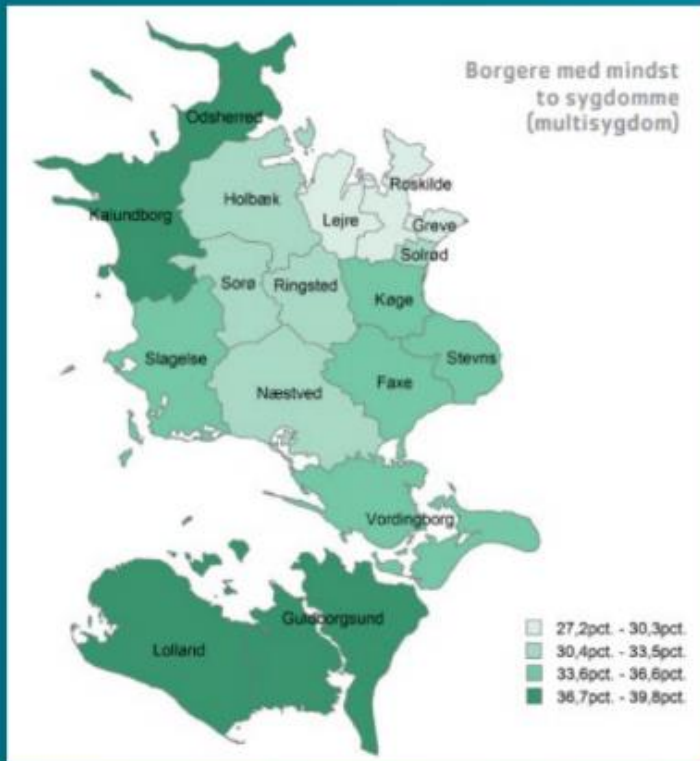 Borgere med mindst
to sygdomme
(multisygdom)
Odsherred
Holbæk
Roskilde
Kalundborg
Lejre
Greve
Solrød
Sorø
Ringsted
Køge
Slagelse
Stevns
Næstved
Faxe
Vordingborg
Guldborgsund
Lolland
27,2pct. - 30,3pct.
30,4pct. - 33,5pct.
33,6pct. - 36,6pct.
36,7pct. - 39,8pct.